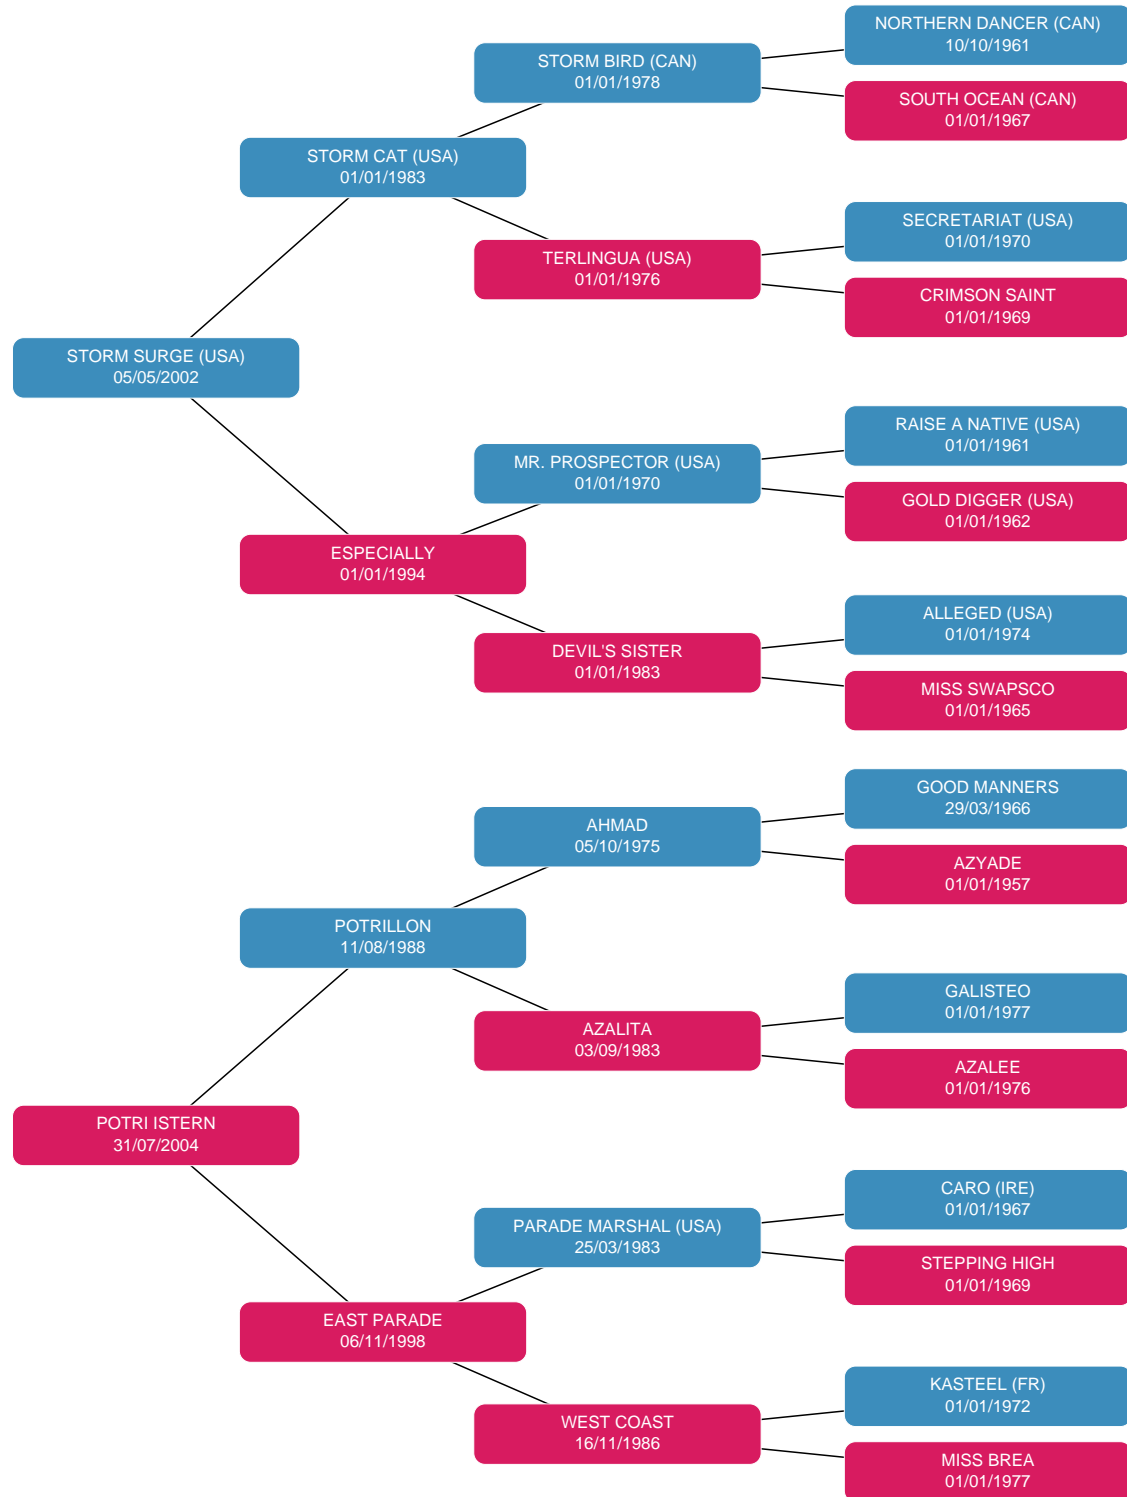 NORTHERN DANCER (CAN)
10/10/1961
STORM BIRD (CAN)
01/01/1978
SOUTH OCEAN (CAN)
01/01/1967
STORM CAT (USA)
01/01/1983
SECRETARIAT (USA)
01/01/1970
TERLINGUA (USA)
01/01/1976
CRIMSON SAINT
01/01/1969
STORM SURGE (USA)
05/05/2002
RAISE A NATIVE (USA)
01/01/1961
MR. PROSPECTOR (USA)
01/01/1970
GOLD DIGGER (USA)
01/01/1962
ESPECIALLY
01/01/1994
ALLEGED (USA)
01/01/1974
DEVIL'S SISTER
01/01/1983
MISS SWAPSCO
01/01/1965
GOOD MANNERS
29/03/1966
AHMAD
05/10/1975
AZYADE
01/01/1957
POTRILLON
11/08/1988
GALISTEO
01/01/1977
AZALITA
03/09/1983
AZALEE
01/01/1976
POTRI ISTERN
31/07/2004
CARO (IRE)
01/01/1967
PARADE MARSHAL (USA)
25/03/1983
STEPPING HIGH
01/01/1969
EAST PARADE
06/11/1998
KASTEEL (FR)
01/01/1972
WEST COAST
16/11/1986
MISS BREA
01/01/1977